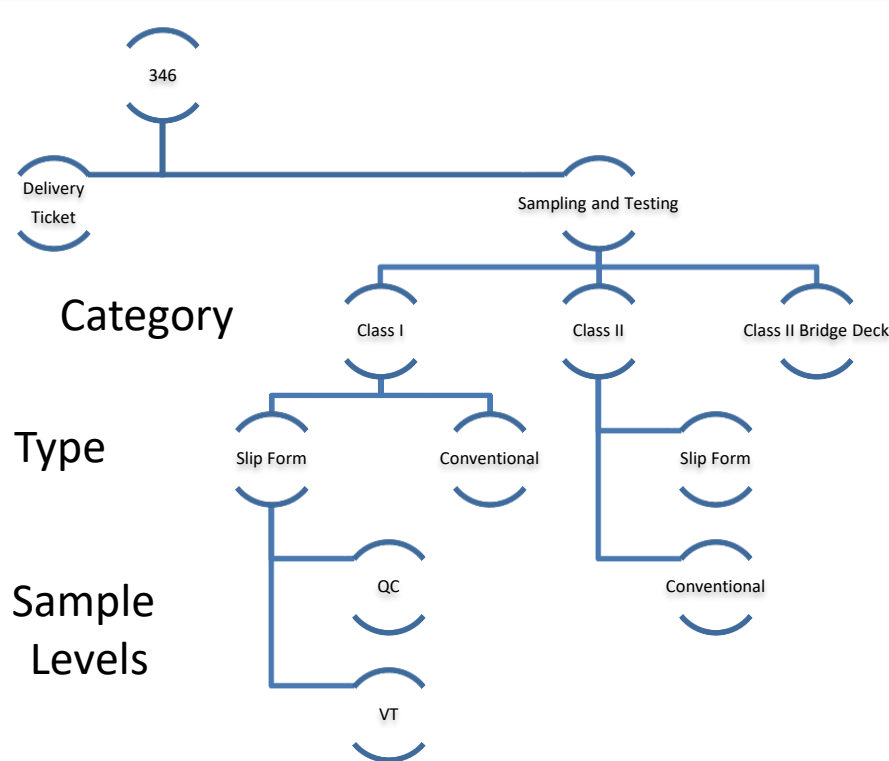 346
Delivery
Ticket
Sampling and Testing
Category
Class I
Class II
Class II Bridge Deck
Type
Slip Form
Conventional
Slip Form
QC
Conventional
Sample
Levels
VT